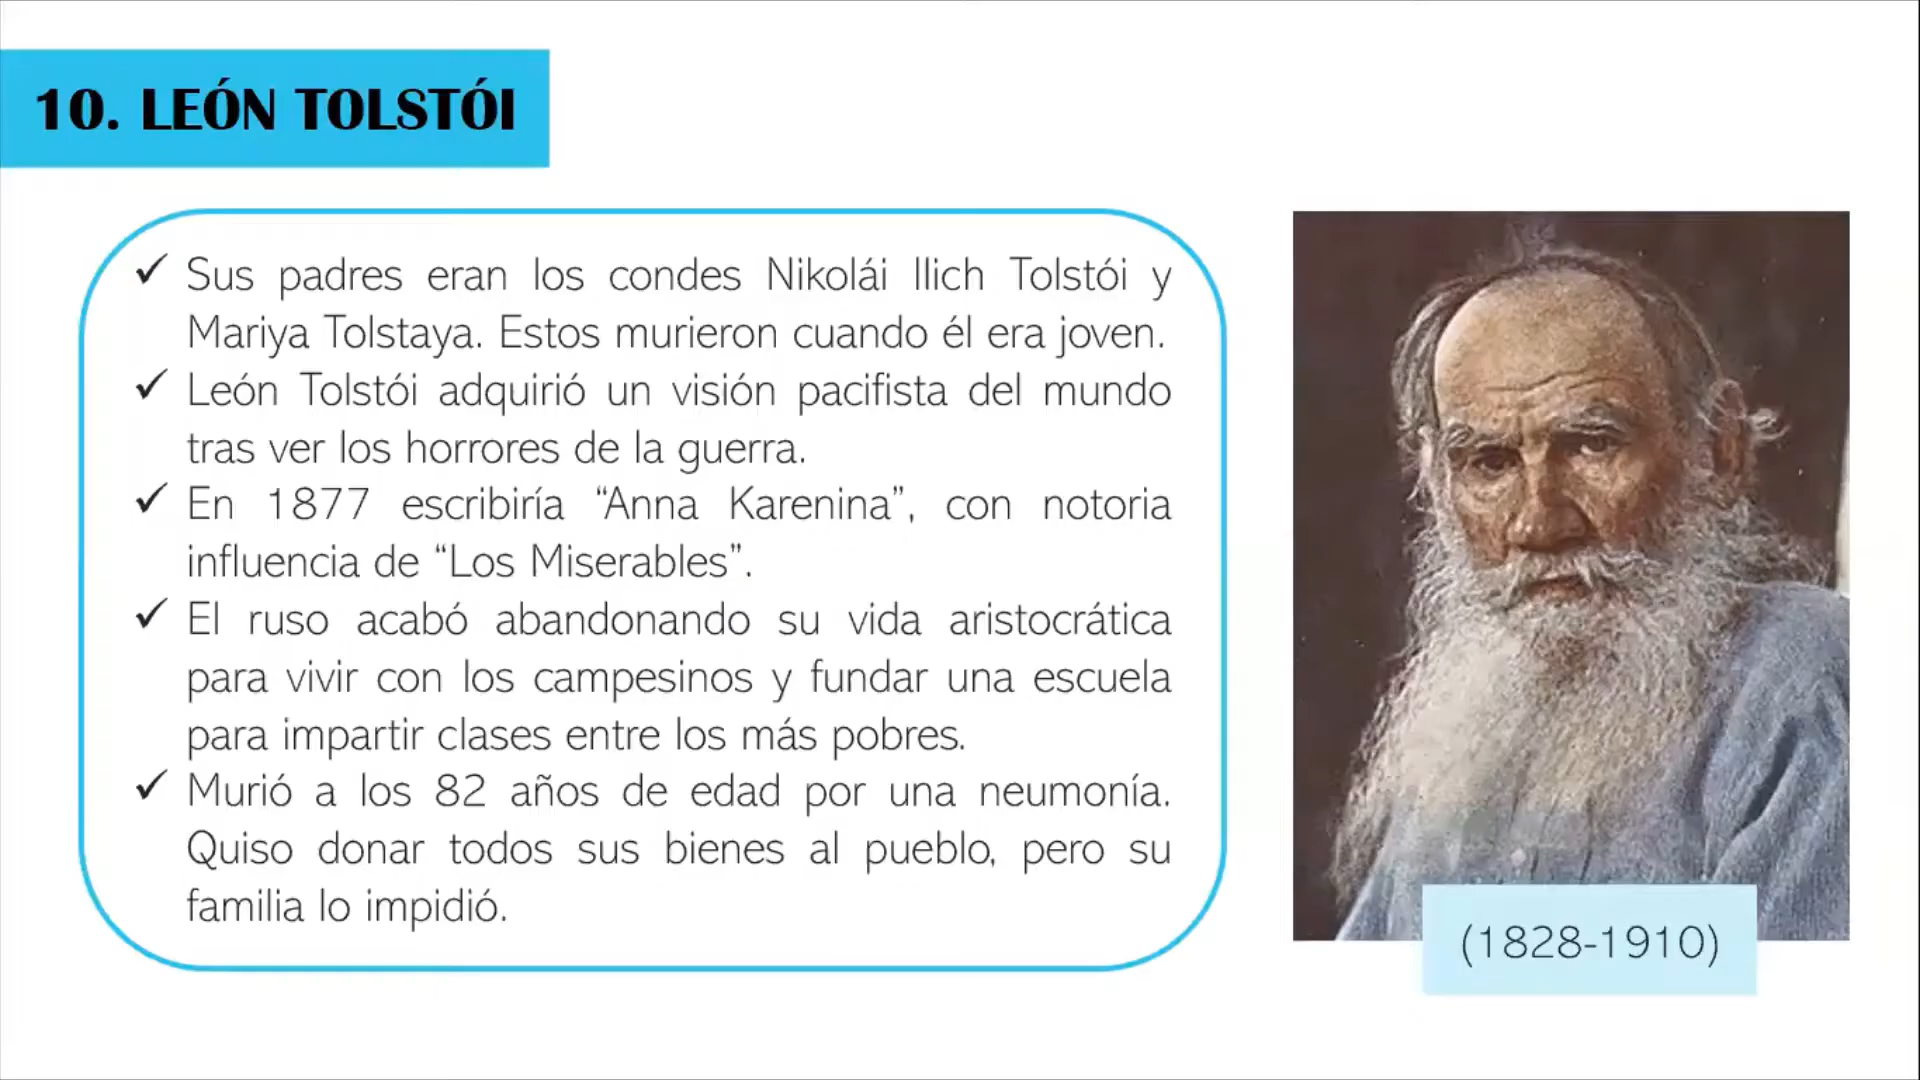 10. LEÓN TOLSTÓI
✓ Sus padres eran los condes Nikolái Ilich Tolstói y
Mariya Tolstaya. Estos murieron cuando él era joven.
✓ León Tolstói adquirió un visión pacifista del mundo
tras ver los horrores de la guerra.
✓ En 1877 escribiría “Anna Karenina”, con notoria
influencia de “Los Miserables”.
✓ El ruso acabó abandonando su vida aristocrática
para vivir con los campesinos y fundar una escuela
para impartir clases entre los más pobres.
✓ Murió a los 82 años de edad por una neumonía.
Quiso donar todos sus bienes al pueblo, pero su
familia lo impidió.
(1828-1910)